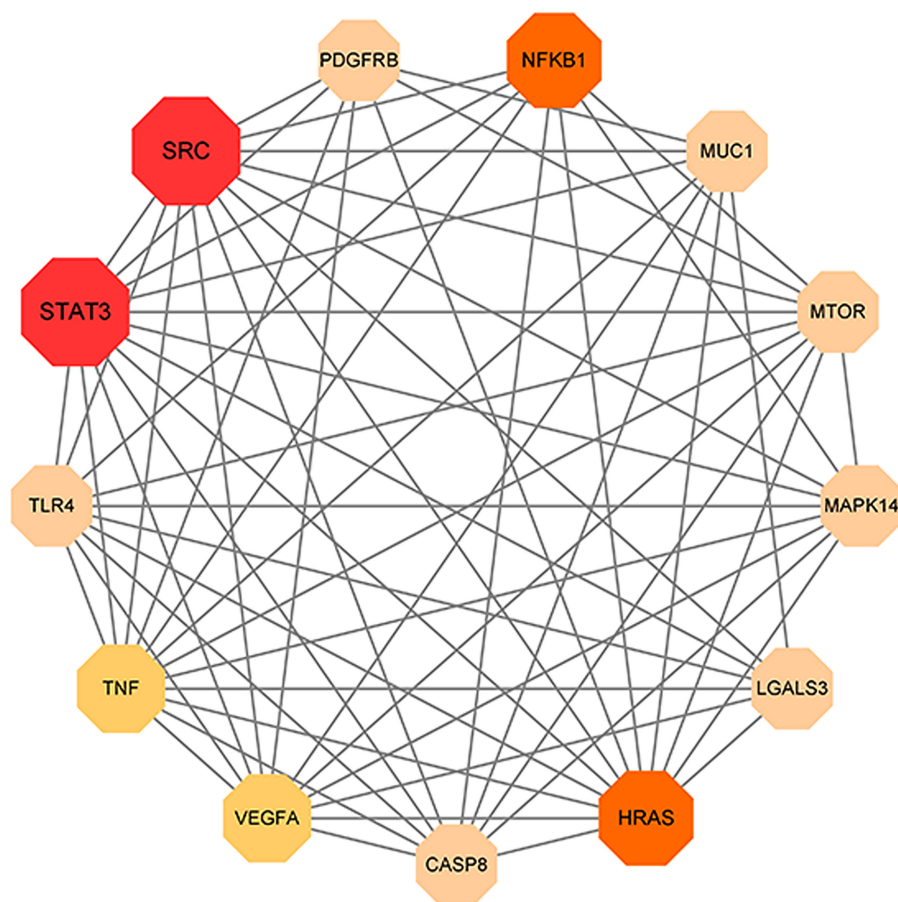 PDGFRB
NFKB1
SRC
MUC1
STAT3
MTOR
TLR4
MAPK14
TNF
LGALS3
VEGFA
HRAS
CASP8